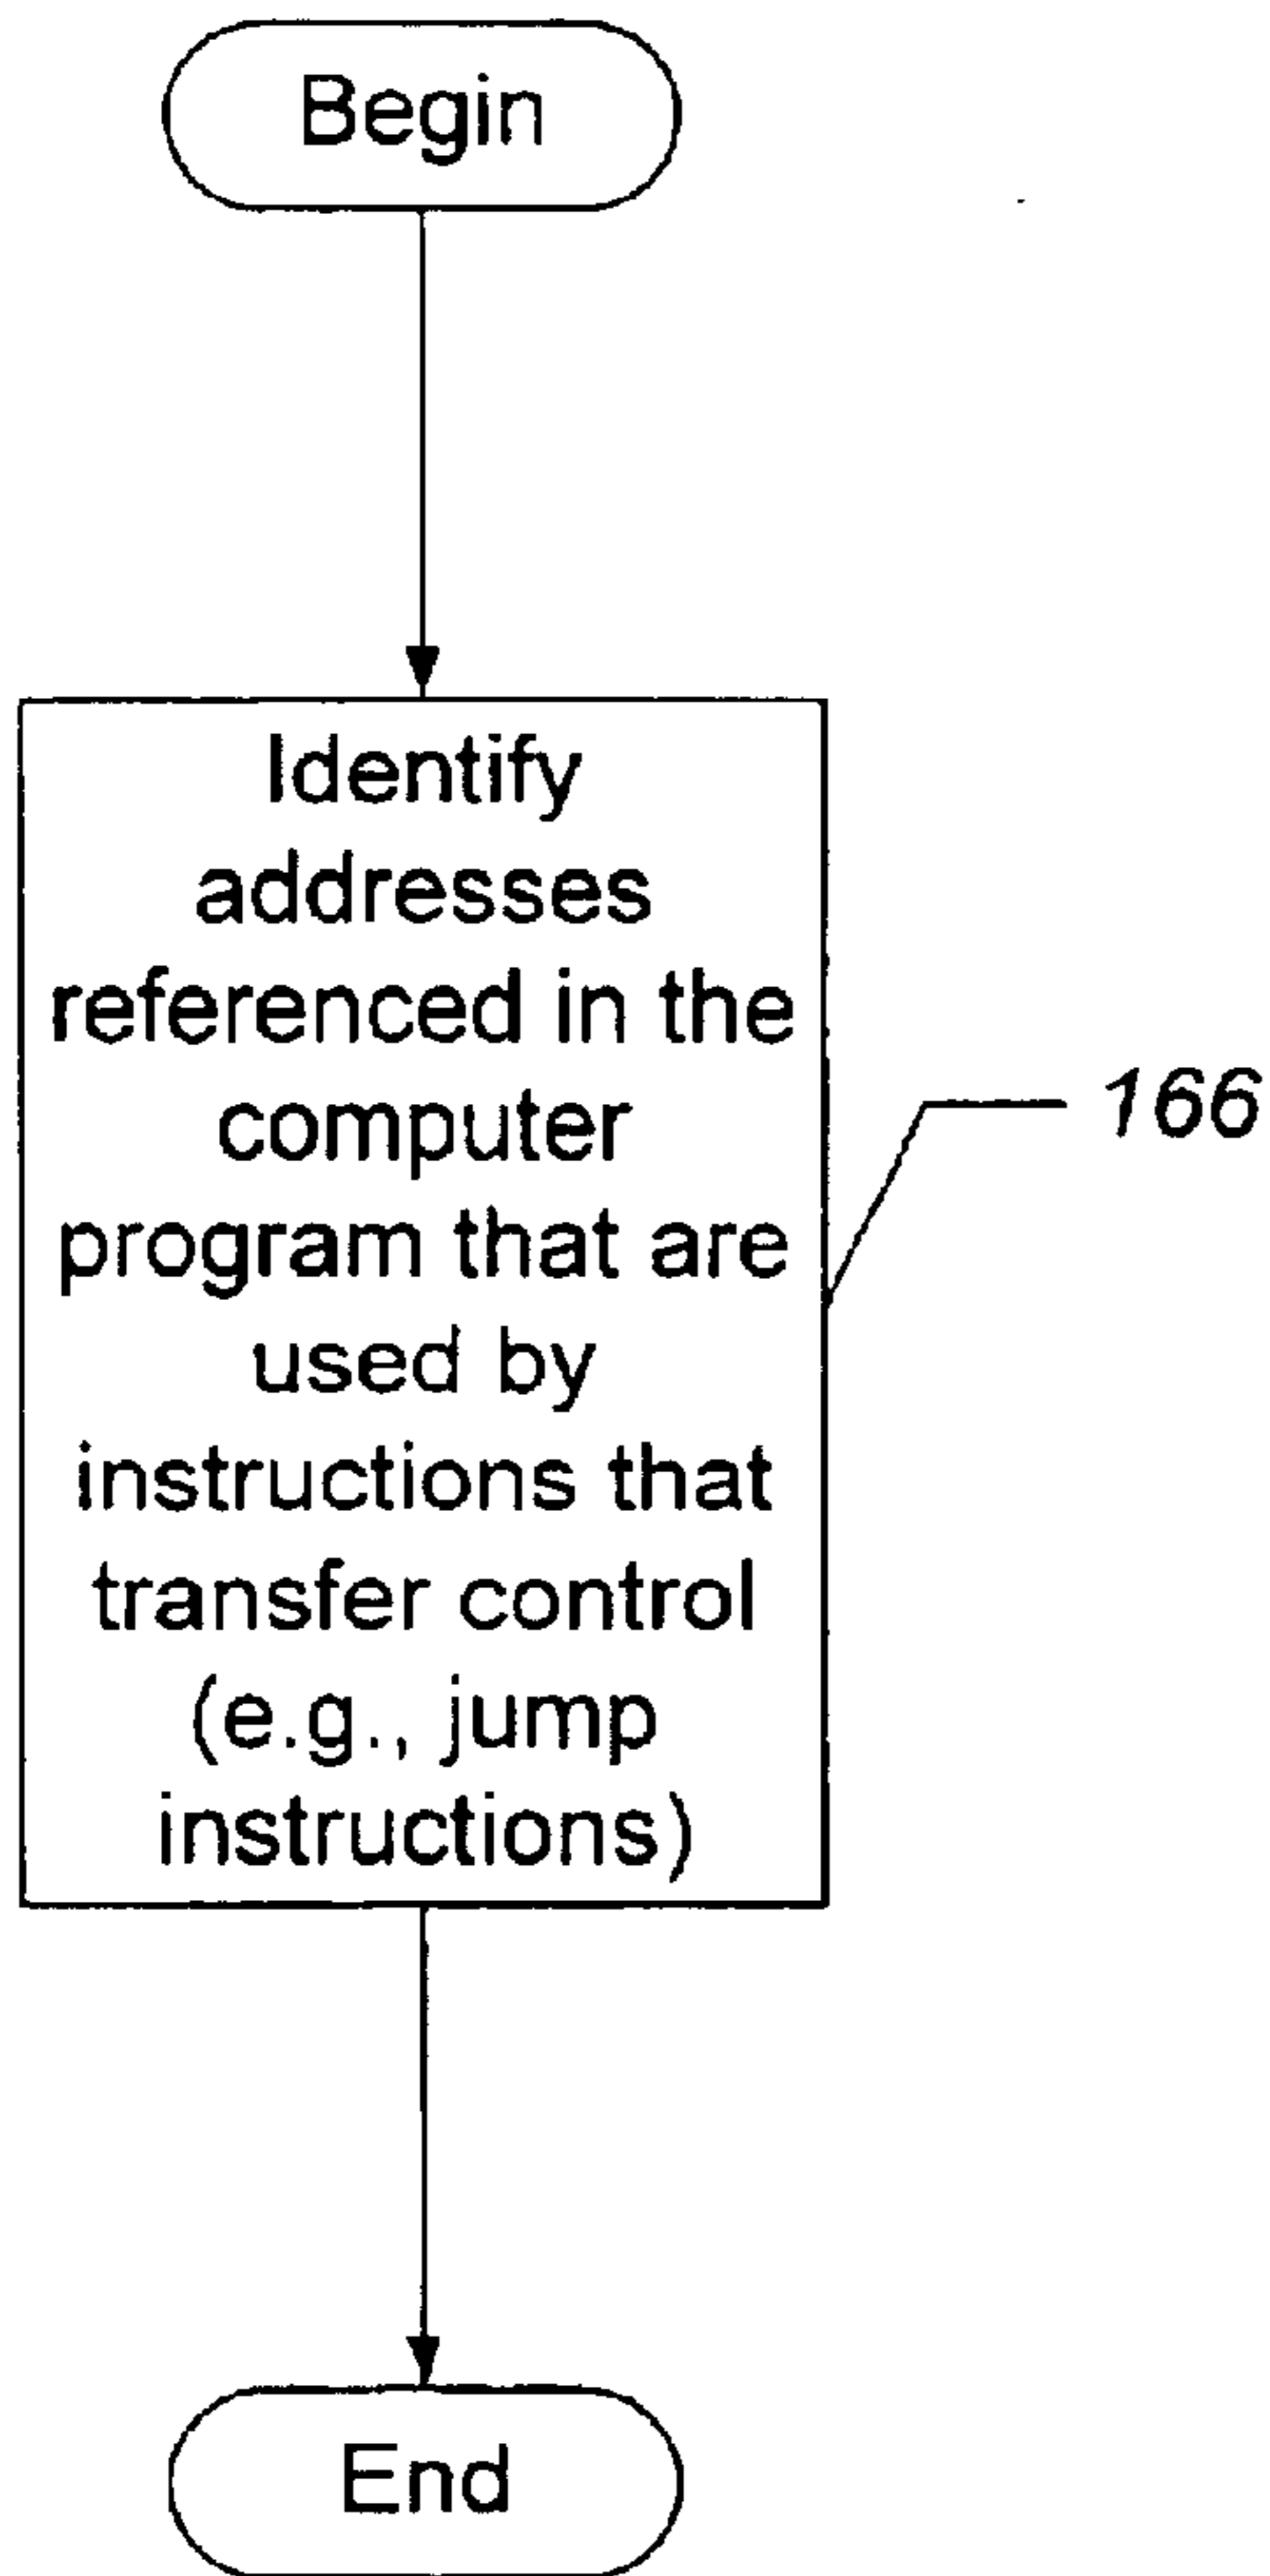 Begin
Identify
addresses
referenced in the
computer
program that are
used by
instructions that
transfer control
(e.g., jump
instructions)
166
End